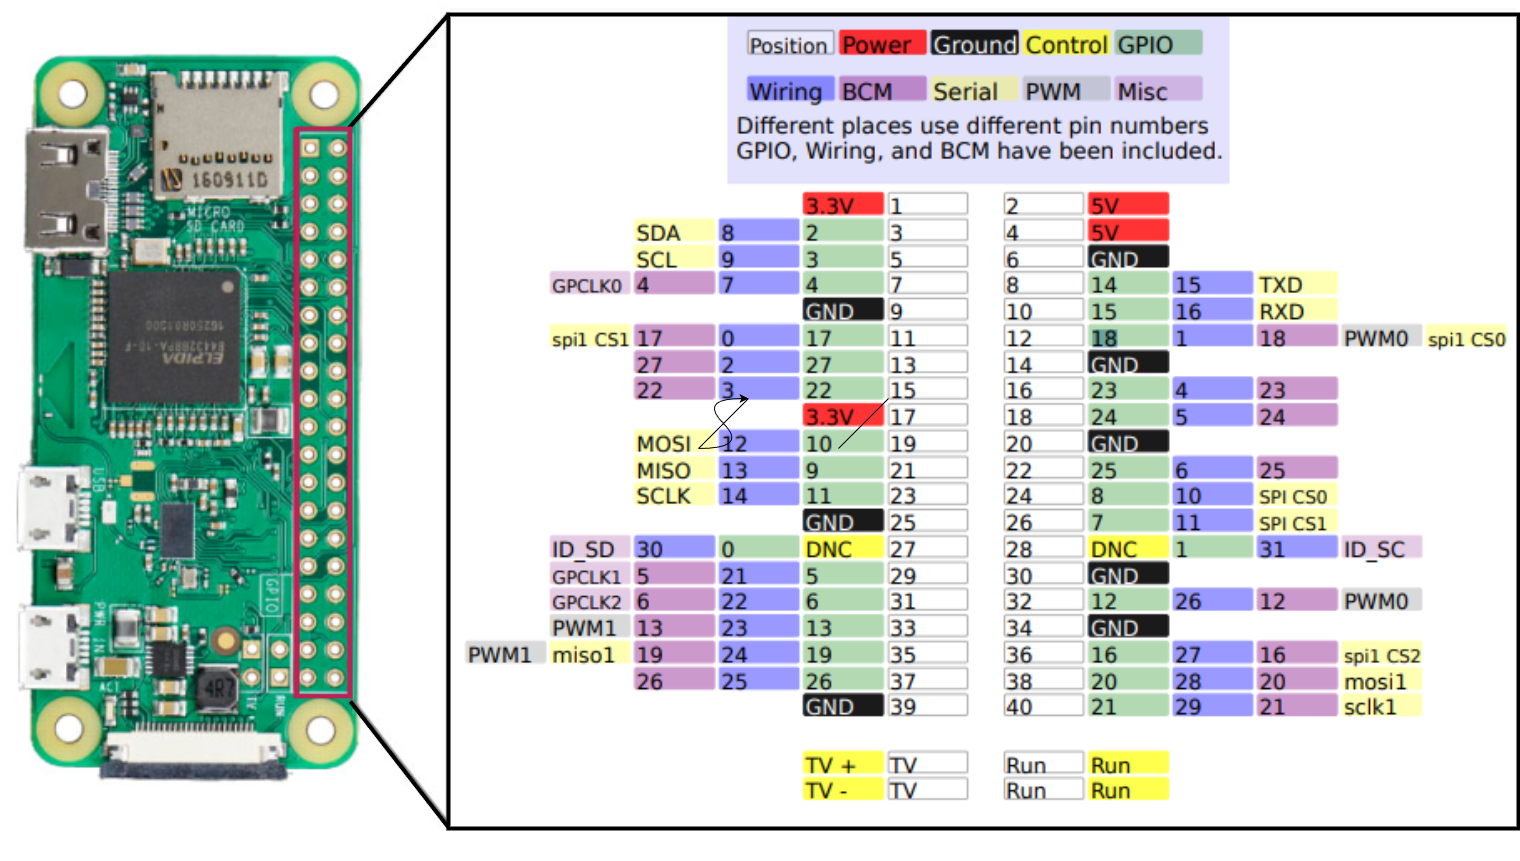 Position Power Ground Control GPIO
Wiring BCM Serial PWM Misc
Different places use different pin numbers
GPIO, Wiring, and BCM have been included.
3.3V 1 2 5V
SDA 8 2 3 4 5V
SCL 9 3 5 6 GND
GPCLK0 4 7 4 7 8 14 15 TXD
GND 9 10 15 16 RXD
spi1 CS1 17 0 17 11 12 18 1 18 PWM0 spi1 CS0
27 2 27 13 14 GND
22 3 22 15 16 23 4 23
3.3V 17 18 24 5 24
MOSI 12 10 19 20 GND
MISO 13 9 21 22 25 6 25
SCLK 14 11 23 24 8 10 SPI CS0
GND 25 26 7 11 SPI CS1
ID_SD 30 0 DNC 27 28 DNC 1 31 ID_SC
GPCLK1 5 21 5 29 30 GND
GPCLK2 6 22 6 31 32 12 26 12 PWM0
PWM1 13 23 13 33 34 GND
PWM1 miso1 19 24 19 35 36 16 27 16 spi1 CS2
26 25 26 37 38 20 28 20 mosi1
GND 39 40 21 29 21 sclk1
TV + TV Run Run
TV - TV Run Run
160911D
MICRO
SD CARD
ELPIDA
USB
PWR IN
ACT
GPIO
4R7
TV
RUN